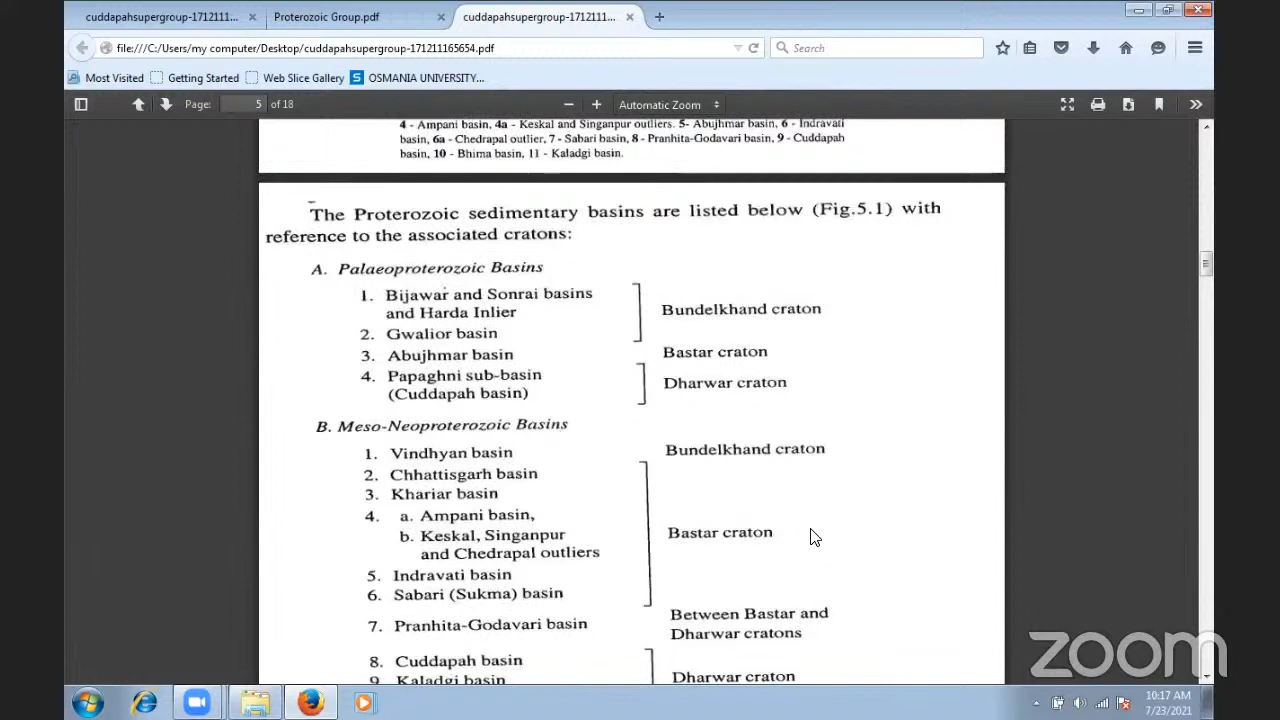 cuddapahsupergroup-1712111...
Proterozoic Group.pdf
cuddapahsupergroup-1712111...
file:///C:/Users/my computer/Desktop/cuddapahsupergroup-171211165654.pdf
Search
Most Visited
Getting Started
Web Slice Gallery
OSMANIA UNIVERSITY...
Page: 5 of 18
Automatic Zoom
4 - Ampani basin, 4a - Keskal and Singanpur outliers. 5- Abujhmar basin, 6 - Indravati
basin, 6a - Chedrapal outlier, 7 - Sabari basin, 8 - Pranhita-Godavari basin, 9 - Cuddapah
basin, 10 - Bhima basin, 11 - Kaladgi basin.
The Proterozoic sedimentary basins are listed below (Fig.5.1) with
reference to the associated cratons:
A. Palaeoproterozoic Basins
1. Bijawar and Sonrai basins
and Harda Inlier
Bundelkhand craton
2. Gwalior basin
3. Abujhmar basin
Bastar craton
4. Papaghni sub-basin
(Cuddapah basin)
Dharwar craton
B. Meso-Neoproterozoic Basins
1. Vindhyan basin
Bundelkhand craton
2. Chhattisgarh basin
3. Khariar basin
4. a. Ampani basin,
b. Keskal, Singanpur
and Chedrapal outliers
Bastar craton
5. Indravati basin
6. Sabari (Sukma) basin
7. Pranhita-Godavari basin
Between Bastar and
Dharwar cratons
8. Cuddapah basin
9. Kaladgi basin
Dharwar craton
zoom
10:17 AM
7/23/2021